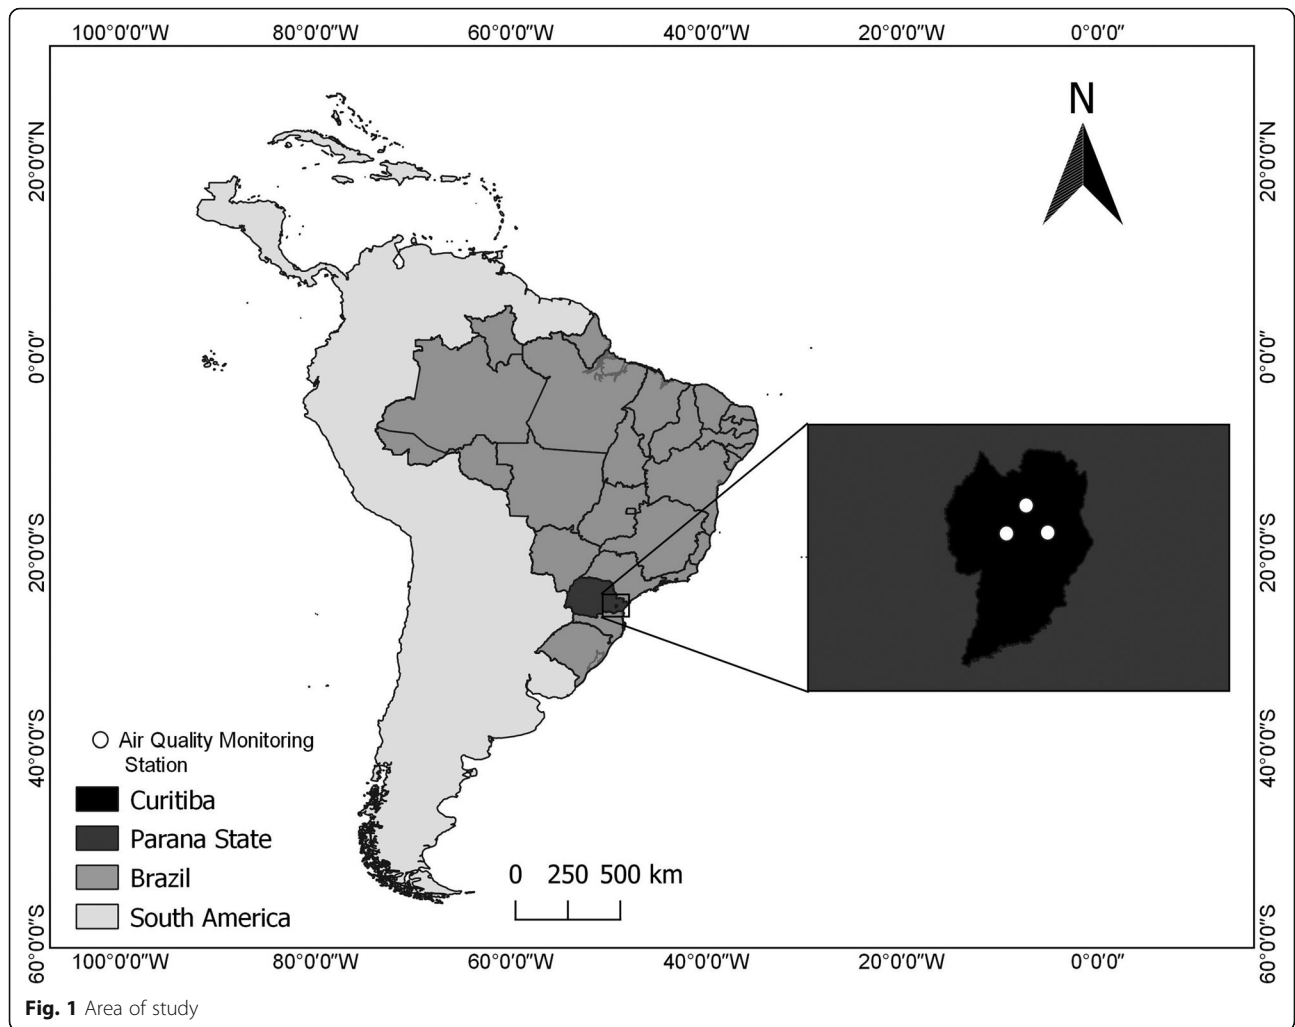 100°0'0"W 80°0'0"W 60°0'0"W 40°0'0"W 20°0'0"W 0°0'0"
N
20°0'0"N
0°0'0"
20°0'0"S
40°0'0"S
60°0'0"S
20°0'0"N
0°0'0"
20°0'0"S
40°0'0"S
60°0'0"S
Air Quality Monitoring
Station
Curitiba
Parana State
Brazil
South America
0 250 500 km
100°0'0"W 80°0'0"W 60°0'0"W 40°0'0"W 20°0'0"W 0°0'0"
Fig. 1 Area of study